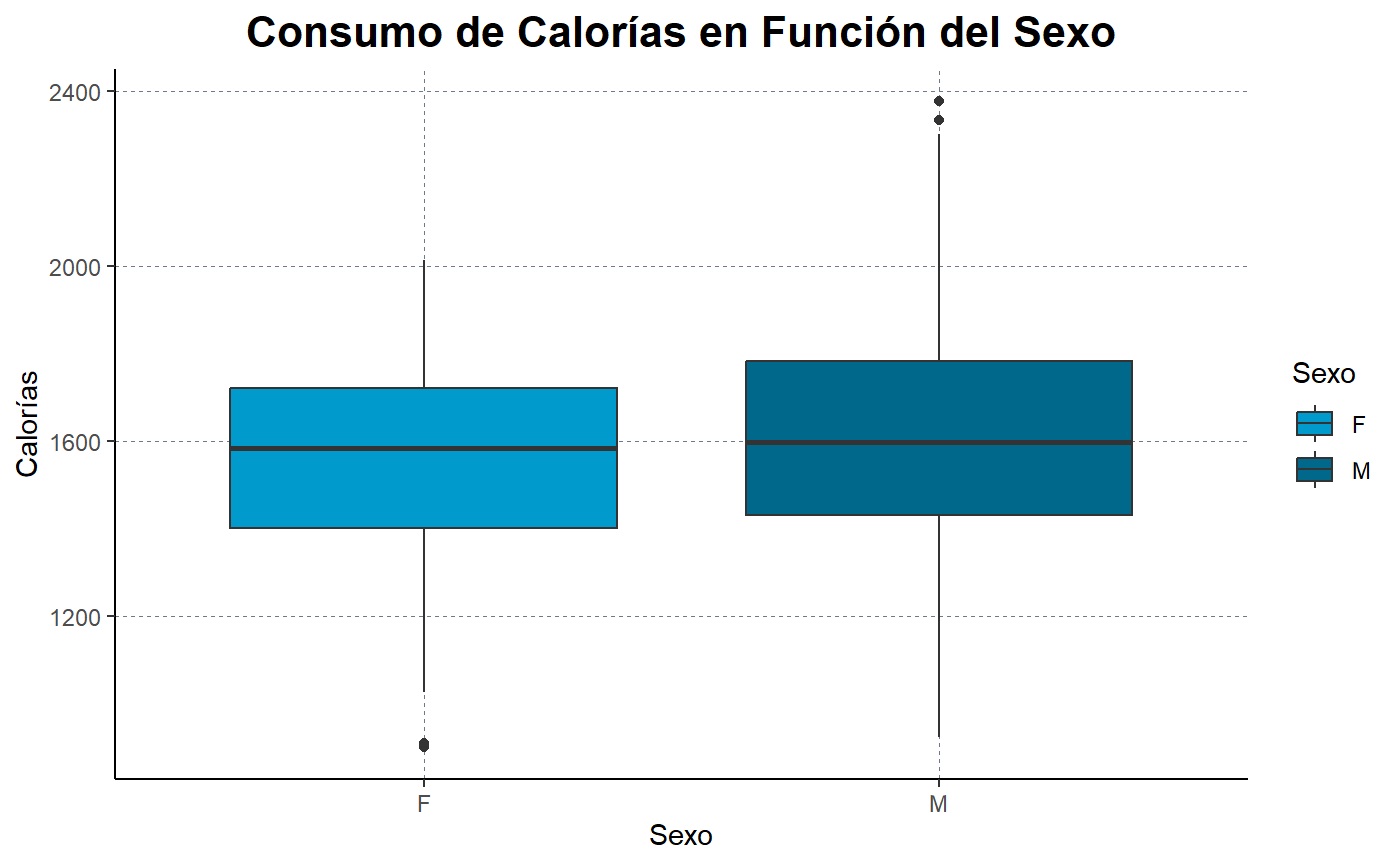 Consumo de Calorías en Función del Sexo
2400
2000
1600
1200
Calorías
F
M
Sexo
Sexo
F
M